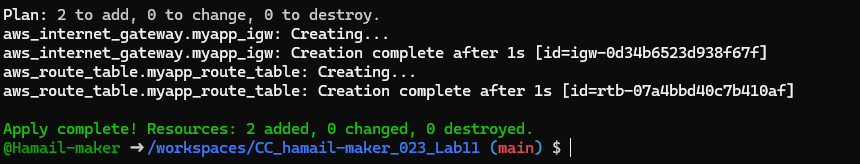 Plan: 2 to add, 0 to change, 0 to destroy.
aws_internet_gateway.myapp_igw: Creating...
aws_internet_gateway.myapp_igw: Creation complete after 1s [id=igw-0d34b6523d938f67f]
aws_route_table.myapp_route_table: Creating...
aws_route_table.myapp_route_table: Creation complete after 1s [id=rtb-07a4bbd40c7b410af]
Apply complete! Resources: 2 added, 0 changed, 0 destroyed.
@Hamail-maker ➜/workspaces/CC_hamail-maker_023_Lab11 (main) $